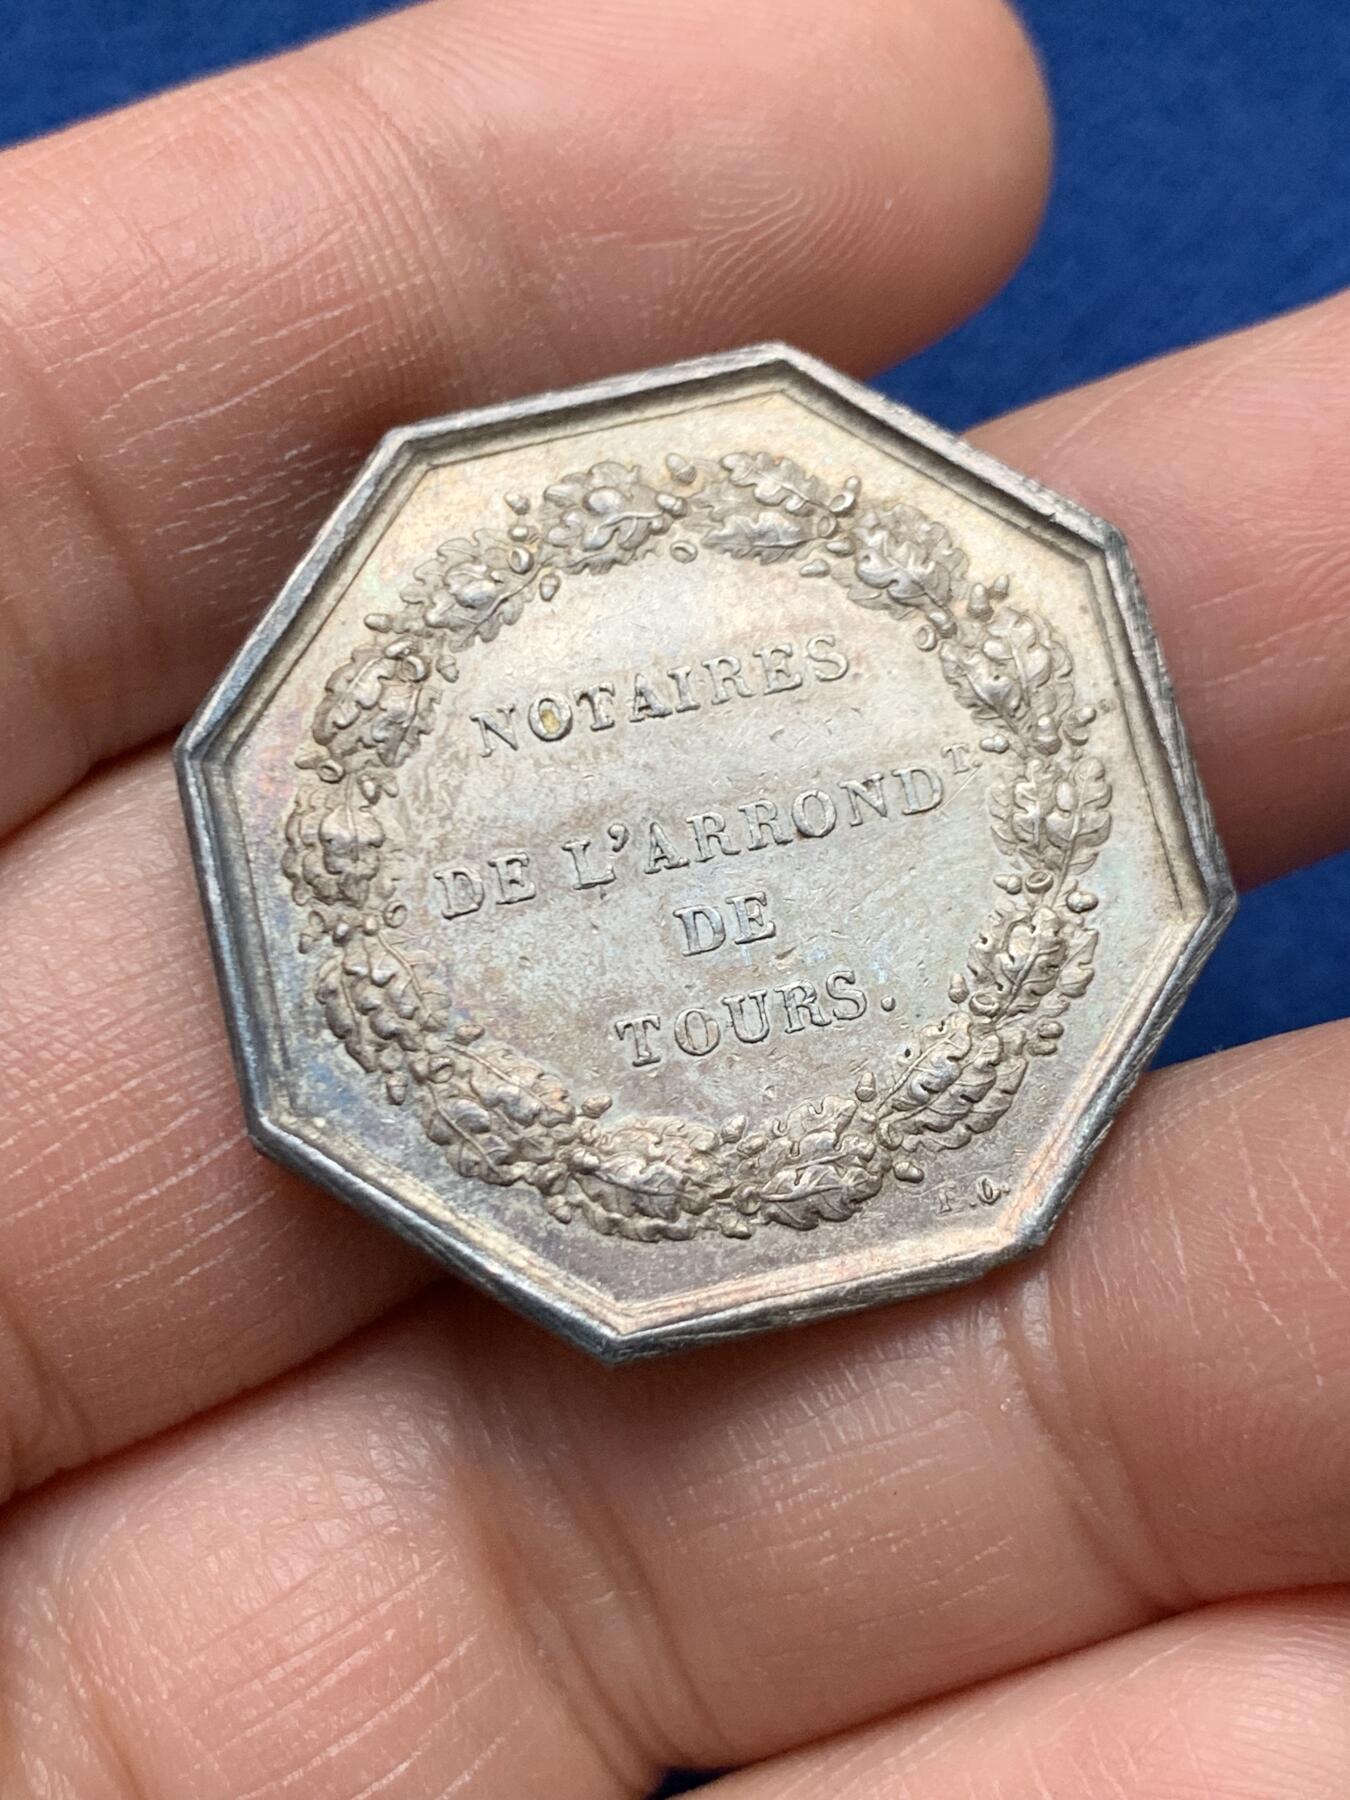 NOTAIRES
DE L'ARRONDT.
DE
TOURS.